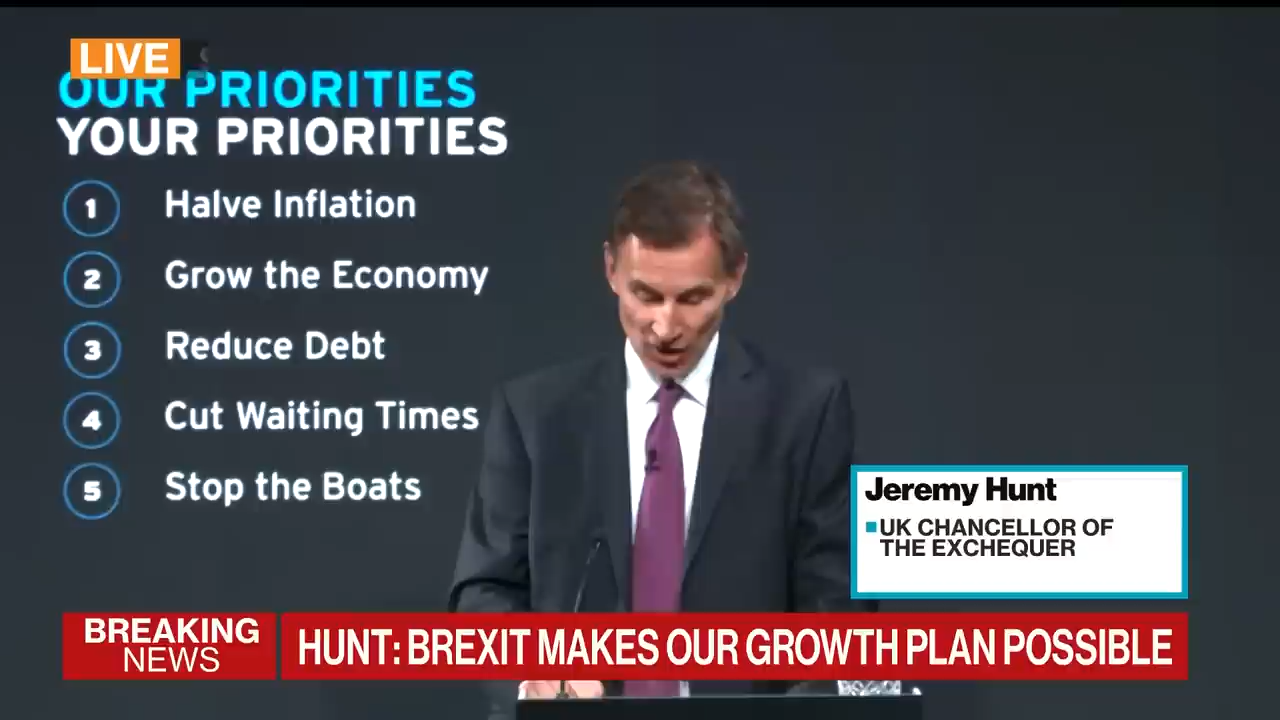 LIVE
OUR PRIORITIES
YOUR PRIORITIES
1 Halve Inflation
2 Grow the Economy
3 Reduce Debt
4 Cut Waiting Times
5 Stop the Boats
Jeremy Hunt
UK CHANCELLOR OF
THE EXCHEQUER
BREAKING
NEWS
HUNT: BREXIT MAKES OUR GROWTH PLAN POSSIBLE